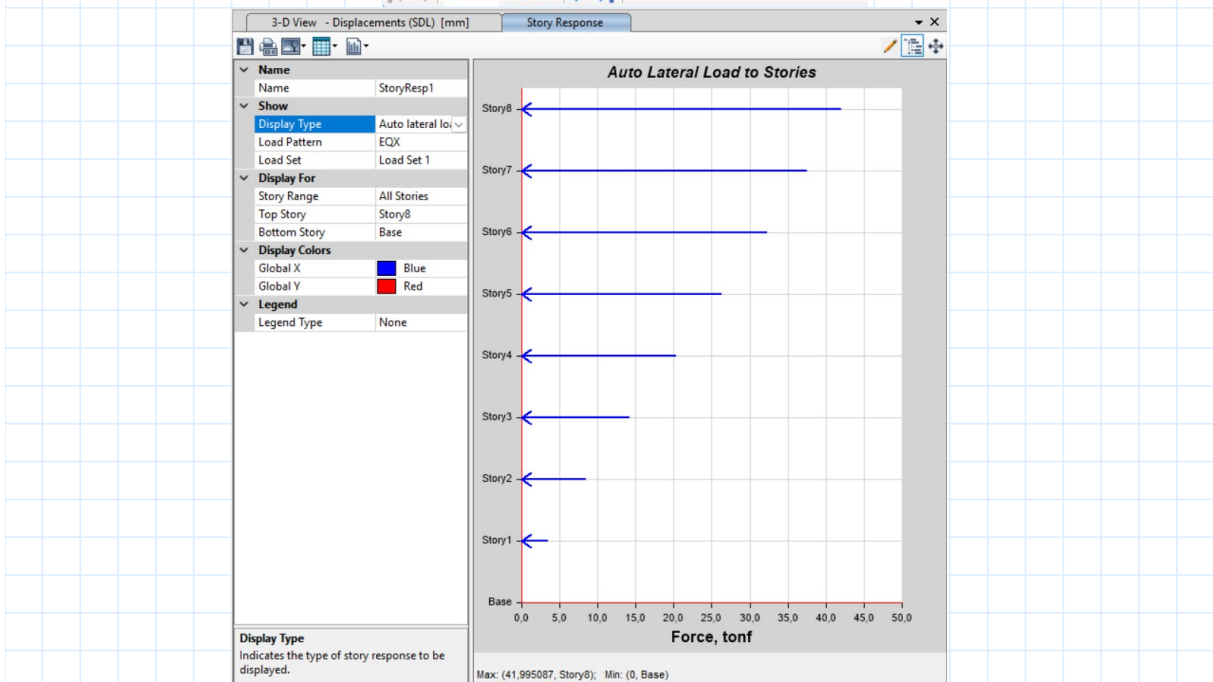 3-D View - Displacements (SDL) [mm]
Story Response
Name
Name StoryResp1
Show
Display Type Auto lateral loa
Load Pattern EQX
Load Set Load Set 1
Display For
Story Range All Stories
Top Story Story8
Bottom Story Base
Display Colors
Global X Blue
Global Y Red
Legend
Legend Type None
Display Type
Indicates the type of story response to be
displayed.
Auto Lateral Load to Stories
Story8
Story7
Story6
Story5
Story4
Story3
Story2
Story1
Base
0,0 5,0 10,0 15,0 20,0 25,0 30,0 35,0 40,0 45,0 50,0
Force, tonf
Max: (41,995087, Story8); Min: (0, Base)